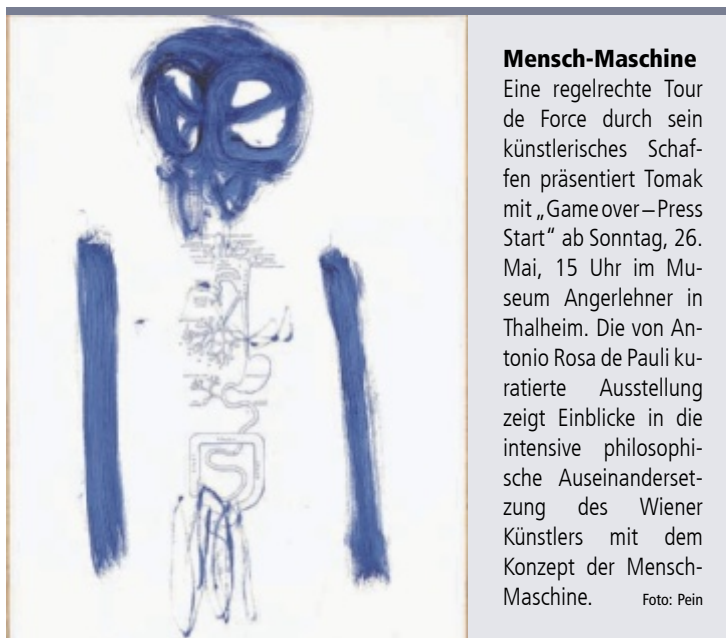 Mensch-Maschine
Eine regelrechte Tour
de Force durch sein
künstlerisches Schaf-
fen präsentiert Tomak
mit „Game over – Press
Start“ ab Sonntag, 26.
Mai, 15 Uhr im Mu-
seum Angerlehner in
Thalheim. Die von An-
tonio Rosa de Pauli ku-
ratierte Ausstellung
zeigt Einblicke in die
intensive philosophi-
sche Auseinanderset-
zung des Wiener
Künstlers mit dem
Konzept der Mensch-
Maschine. Foto: Pein